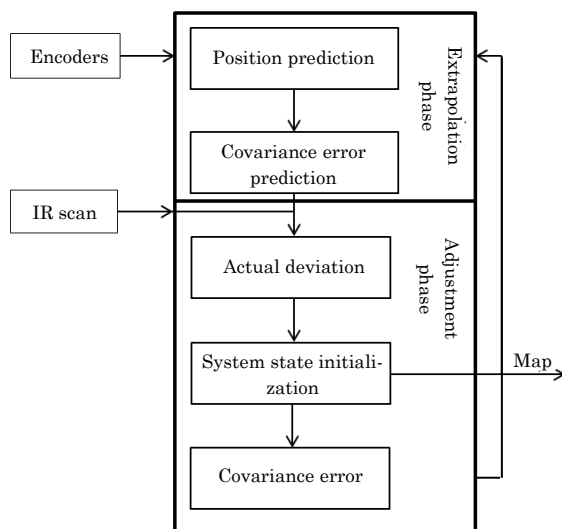 Encoders
Position prediction
Extrapolation
phase
Covariance error
prediction
IR scan
Actual deviation
Adjustment
phase
System state initiali-
zation
Map
Covariance error